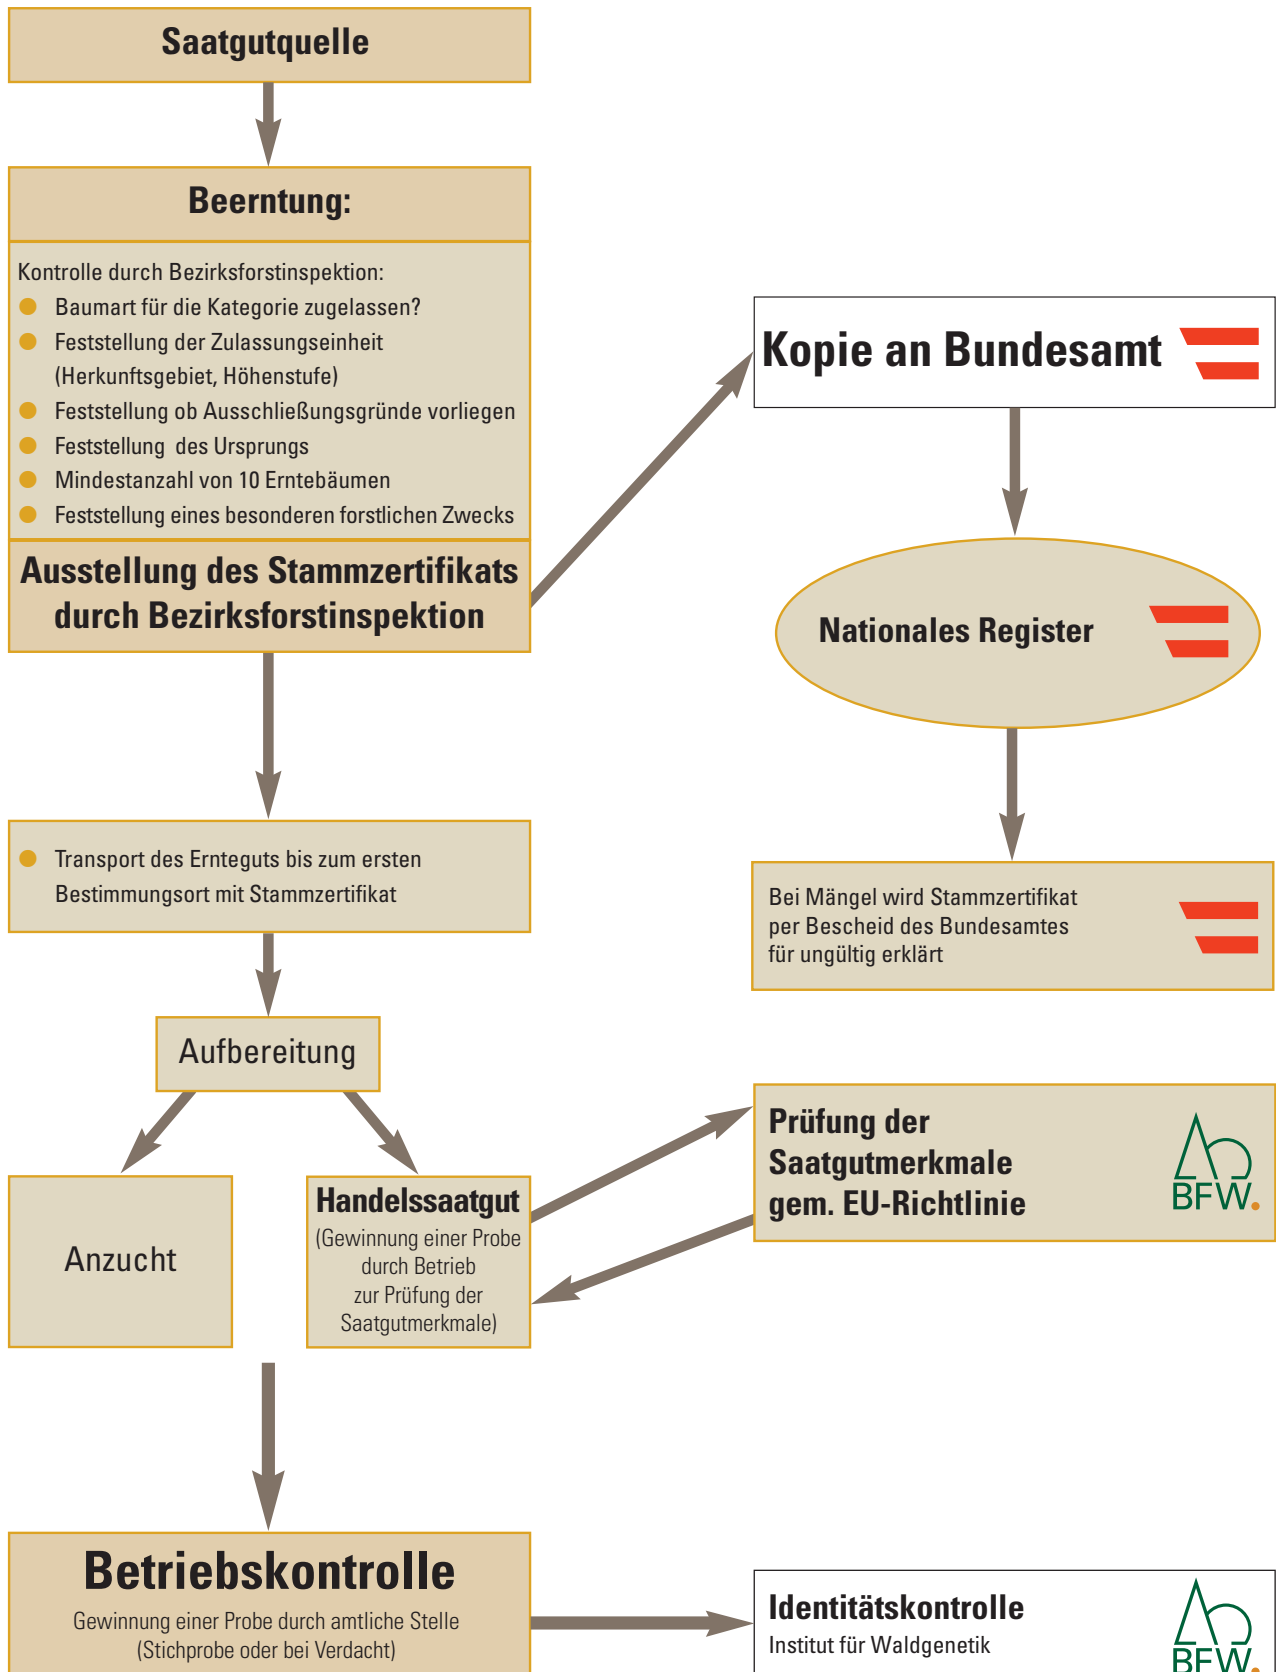 Saatgutquelle
Beerntung:
Kontrolle durch Bezirksforstinspektion:
● Baumart für die Kategorie zugelassen?
● Feststellung der Zulassungseinheit
(Herkunftsgebiet, Höhenstufe)
● Feststellung ob Ausschließungsgründe vorliegen
● Feststellung des Ursprungs
● Mindestanzahl von 10 Erntebäumen
● Feststellung eines besonderen forstlichen Zwecks
Ausstellung des Stammzertifikats
durch Bezirksforstinspektion
Kopie an Bundesamt
Nationales Register
Bei Mängel wird Stammzertifikat
per Bescheid des Bundesamtes
für ungültig erklärt
● Transport des Ernteguts bis zum ersten
Bestimmungsort mit Stammzertifikat
Aufbereitung
Anzucht
Handelssaatgut
(Gewinnung einer Probe
durch Betrieb
zur Prüfung der
Saatgutmerkmale)
Prüfung der
Saatgutmerkmale
gem. EU-Richtlinie
BFW.
Betriebskontrolle
Gewinnung einer Probe durch amtliche Stelle
(Stichprobe oder bei Verdacht)
Identitätskontrolle
Institut für Waldgenetik
BFW.